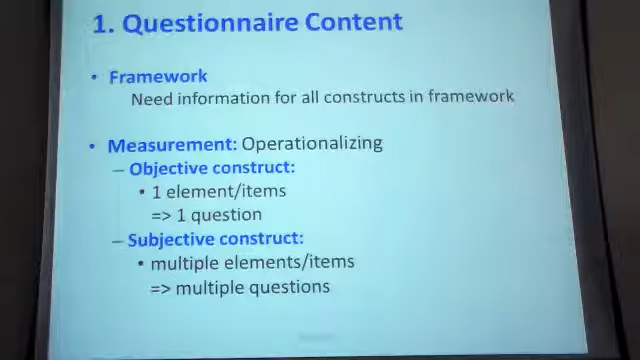 1. Questionnaire Content
• Framework
Need information for all constructs in framework
• Measurement: Operationalizing
– Objective construct:
• 1 element/items
=> 1 question
– Subjective construct:
• multiple elements/items
=> multiple questions